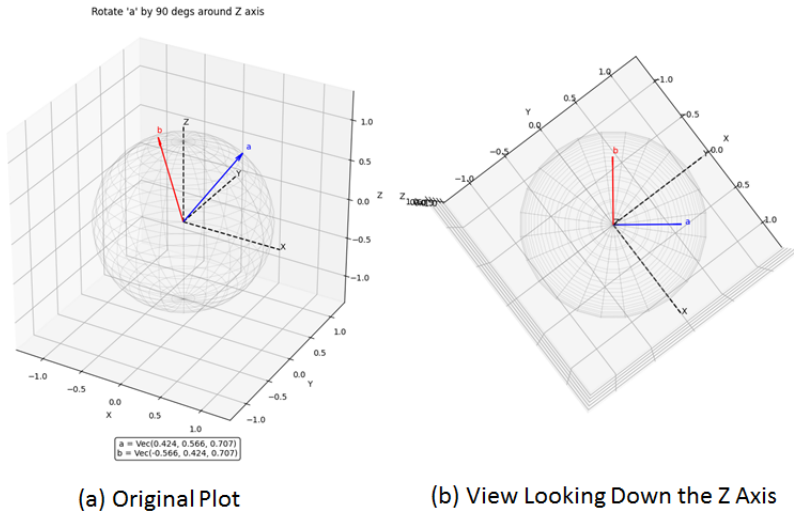 Rotate 'a' by 90 degs around Z axis
b
Z
a
Y
X
1.0
0.5
0.0
-0.5
-1.0
Z
-1.0
-0.5
0.0
0.5
1.0
X
-1.0
-0.5
0.0
0.5
1.0
Y
a = Vec(0.424, 0.566, 0.707)
b = Vec(-0.566, 0.424, 0.707)
(a) Original Plot
1.0
0.5
Y
0.0
-0.5
-1.0
Z
-1.0
X
0.0
0.5
1.0
b
a
X
(b) View Looking Down the Z Axis